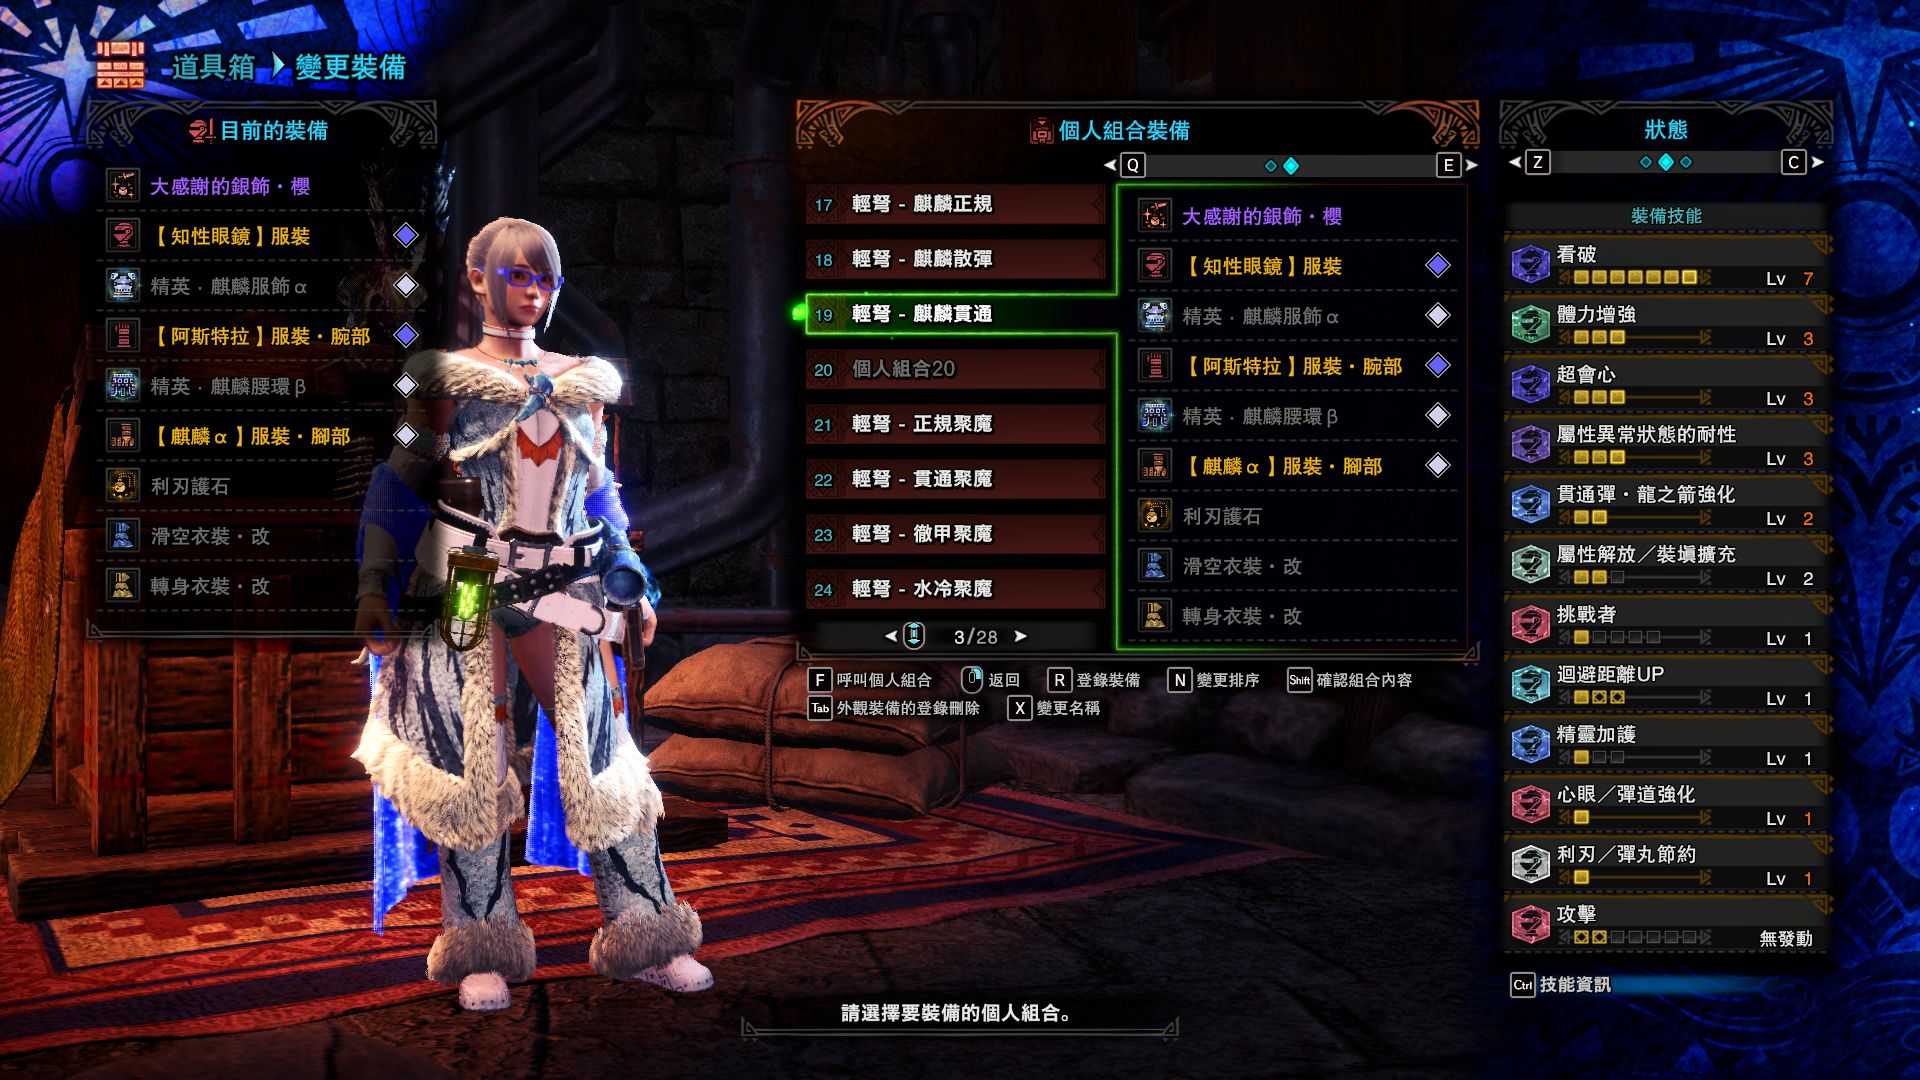 道具箱 變更裝備
目前的裝備
大感謝的銀飾・櫻
【知性眼鏡】服裝
精英．麒麟服飾α
【阿斯特拉】服裝・腕部
精英．麒麟腰環β
【麒麟α】服裝・腳部
利刃護石
滑空衣裝・改
轉身衣裝・改
個人組合裝備
Q E
17 輕弩 - 麒麟正規
18 輕弩 - 麒麟散彈
19 輕弩 - 麒麟貫通
20 個人組合20
21 輕弩 - 正規聚魔
22 輕弩 - 貫通聚魔
23 輕弩 - 徹甲聚魔
24 輕弩 - 水冷聚魔
3/28
大感謝的銀飾・櫻
【知性眼鏡】服裝
精英．麒麟服飾α
【阿斯特拉】服裝・腕部
精英．麒麟腰環β
【麒麟α】服裝・腳部
利刃護石
滑空衣裝・改
轉身衣裝・改
F 呼叫個人組合 返回 R 登錄裝備 N 變更排序 Shift 確認組合內容
Tab 外觀裝備的登錄刪除 X 變更名稱
狀態
Z C
裝備技能
看破
Lv 7
體力增強
Lv 3
超會心
Lv 3
屬性異常狀態的耐性
Lv 3
貫通彈・龍之箭強化
Lv 2
屬性解放／裝填擴充
Lv 2
挑戰者
Lv 1
迴避距離UP
Lv 1
精靈加護
Lv 1
心眼／彈道強化
Lv 1
利刃／彈丸節約
Lv 1
攻擊
無發動
Ctrl 技能資訊
請選擇要裝備的個人組合。